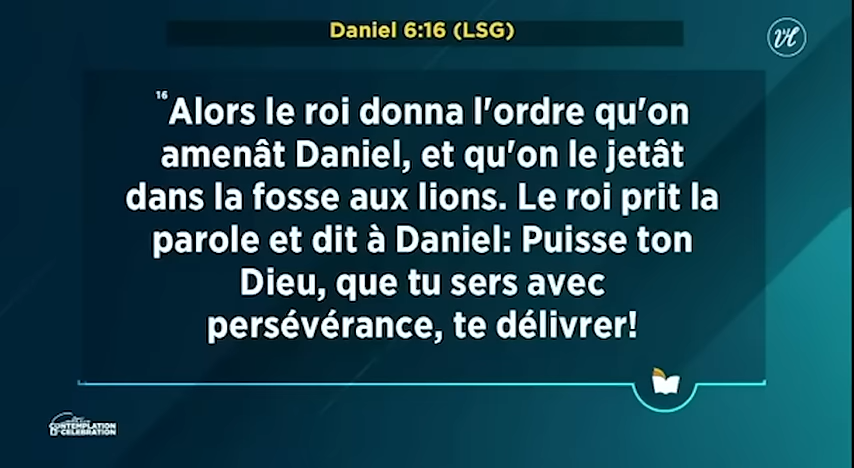 Daniel 6:16 (LSG)
16 Alors le roi donna l'ordre qu'on
amenât Daniel, et qu'on le jetât
dans la fosse aux lions. Le roi prit la
parole et dit à Daniel: Puisse ton
Dieu, que tu sers avec
persévérance, te délivrer!
CONTEMPLATION
CELEBRATION